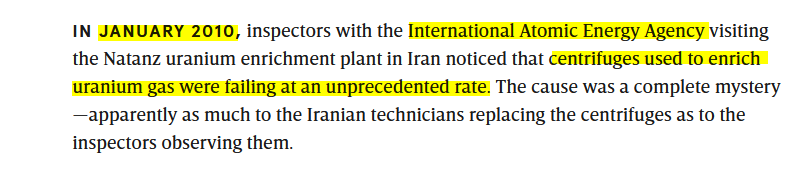 IN JANUARY 2010, inspectors with the International Atomic Energy Agency visiting
the Natanz uranium enrichment plant in Iran noticed that centrifuges used to enrich
uranium gas were failing at an unprecedented rate. The cause was a complete mystery
—apparently as much to the Iranian technicians replacing the centrifuges as to the
inspectors observing them.